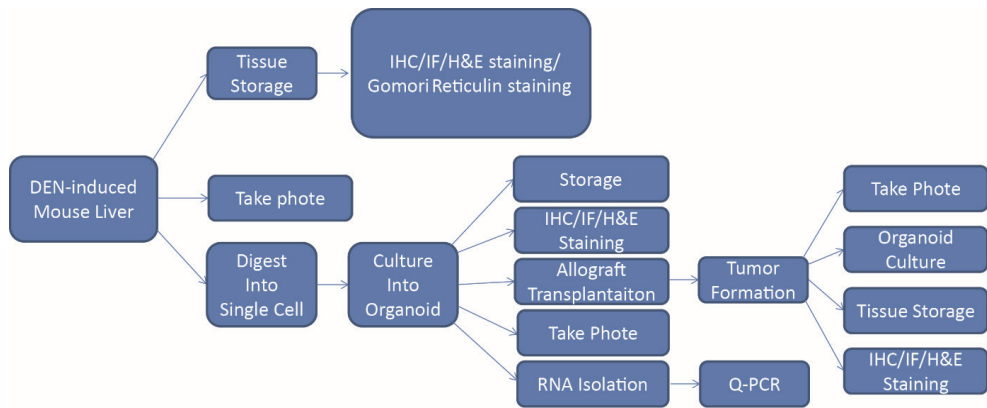 DEN-induced
Mouse Liver
Tissue
Storage
IHC/IF/H&E staining/
Gomori Reticulin staining
Take phote
Digest
Into
Single Cell
Culture
Into
Organoid
Storage
IHC/IF/H&E
Staining
Allograft
Transplantaiton
Take Phote
RNA Isolation
Tumor
Formation
Q-PCR
Take Phote
Organoid
Culture
Tissue Storage
IHC/IF/H&E
Staining